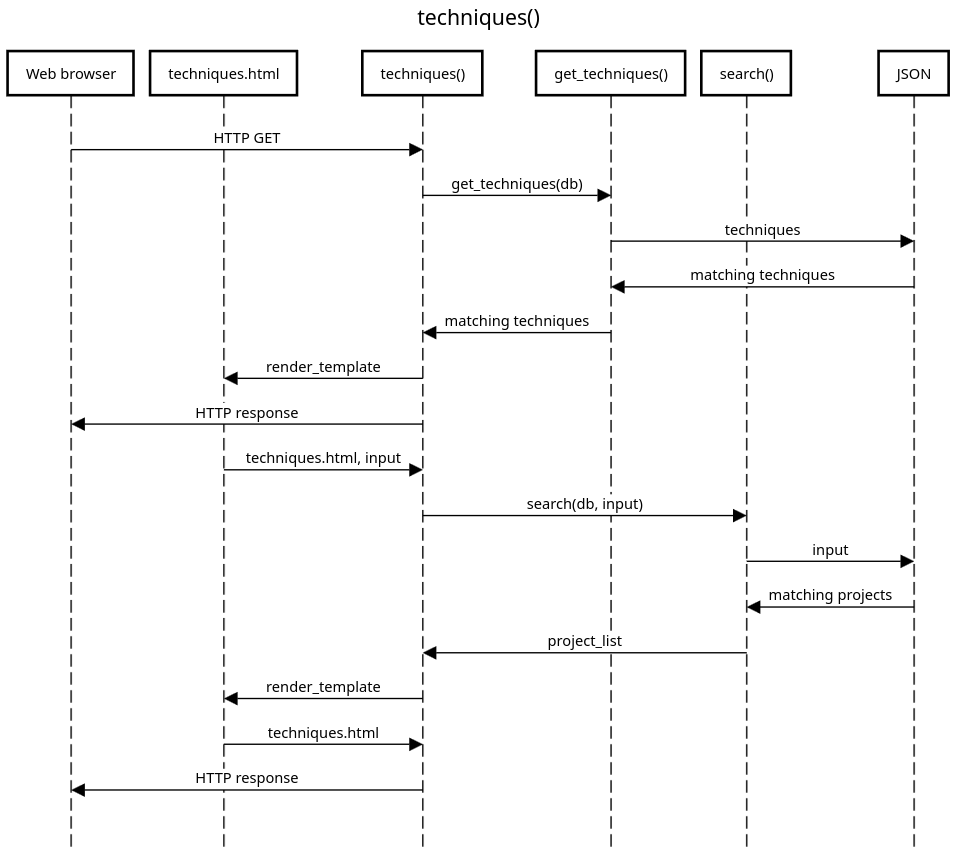 techniques()
Web browser
techniques.html
techniques()
get_techniques()
search()
JSON
HTTP GET
get_techniques(db)
techniques
matching techniques
matching techniques
render_template
HTTP response
techniques.html, input
search(db, input)
input
matching projects
project_list
render_template
techniques.html
HTTP response